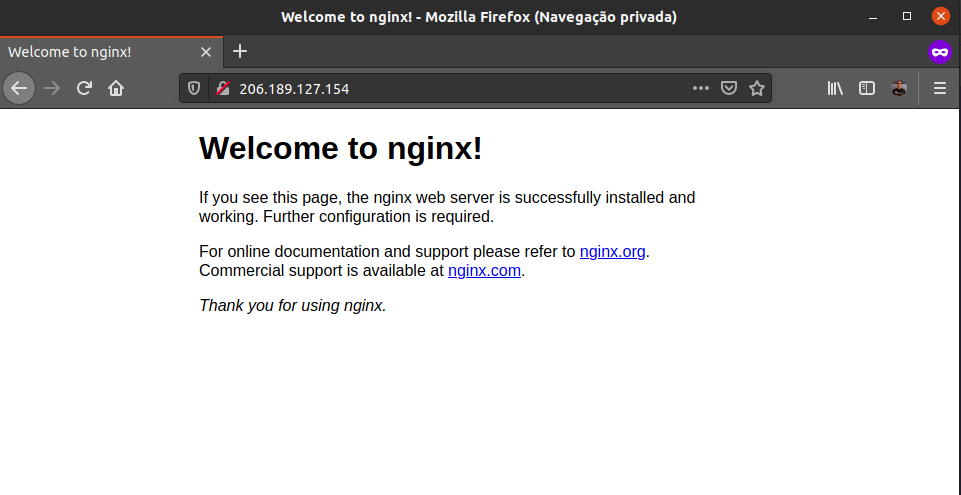 Welcome to nginx! - Mozilla Firefox (Navegação privada)
Welcome to nginx!
206.189.127.154
Welcome to nginx!
If you see this page, the nginx web server is successfully installed and
working. Further configuration is required.
For online documentation and support please refer to nginx.org.
Commercial support is available at nginx.com.
Thank you for using nginx.